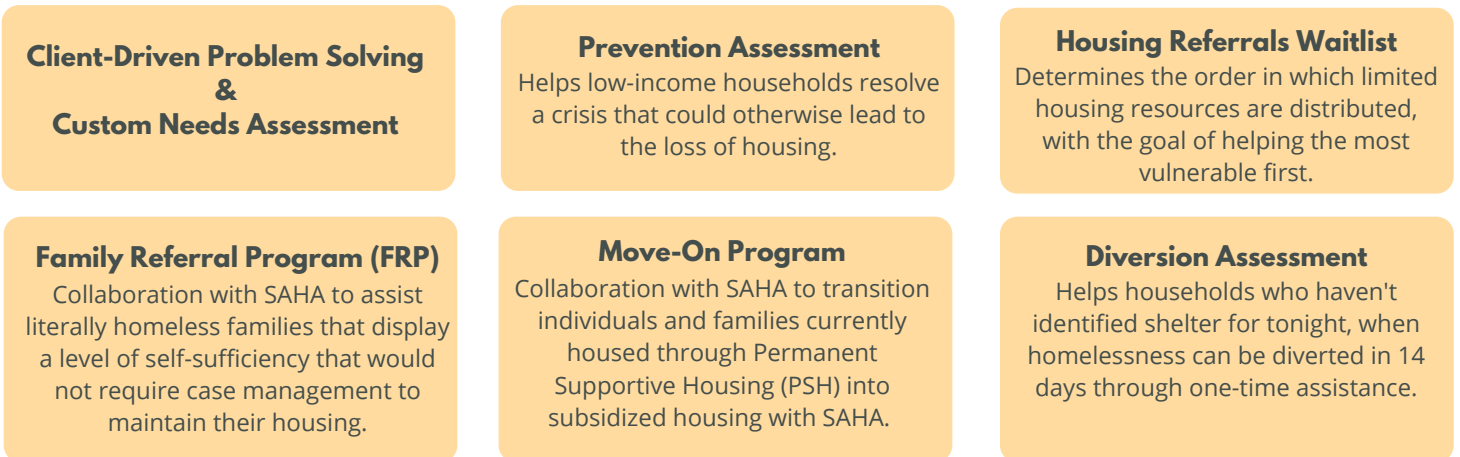 Client-Driven Problem Solving
&
Custom Needs Assessment
Prevention Assessment
Helps low-income households resolve
a crisis that could otherwise lead to
the loss of housing.
Housing Referrals Waitlist
Determines the order in which limited
housing resources are distributed,
with the goal of helping the most
vulnerable first.
Family Referral Program (FRP)
Collaboration with SAHA to assist
literally homeless families that display
a level of self-sufficiency that would
not require case management to
maintain their housing.
Move-On Program
Collaboration with SAHA to transition
individuals and families currently
housed through Permanent
Supportive Housing (PSH) into
subsidized housing with SAHA.
Diversion Assessment
Helps households who haven't
identified shelter for tonight, when
homelessness can be diverted in 14
days through one-time assistance.